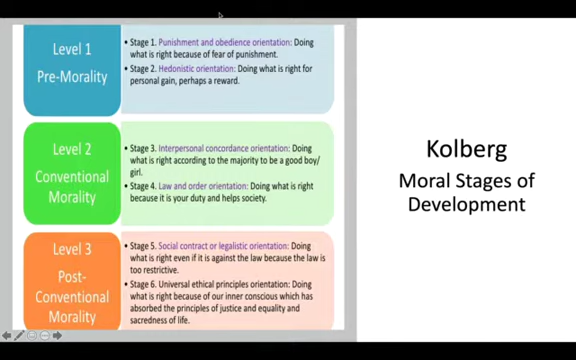 Level 1
Pre-Morality
• Stage 1. Punishment and obedience orientation: Doing
what is right because of fear of punishment.
• Stage 2. Hedonistic orientation: Doing what is right for
personal gain, perhaps a reward.
Level 2
Conventional
Morality
• Stage 3. Interpersonal concordance orientation: Doing
what is right according to the majority to be a good boy/
girl.
• Stage 4. Law and order orientation: Doing what is right
because it is your duty and helps society.
Level 3
Post-
Conventional
Morality
• Stage 5. Social contract or legalistic orientation: Doing
what is right even if it is against the law because the law is
too restrictive.
• Stage 6. Universal ethical principles orientation: Doing
what is right because of our inner conscious which has
absorbed the principles of justice and equality and
sacredness of life.
Kolberg
Moral Stages of
Development